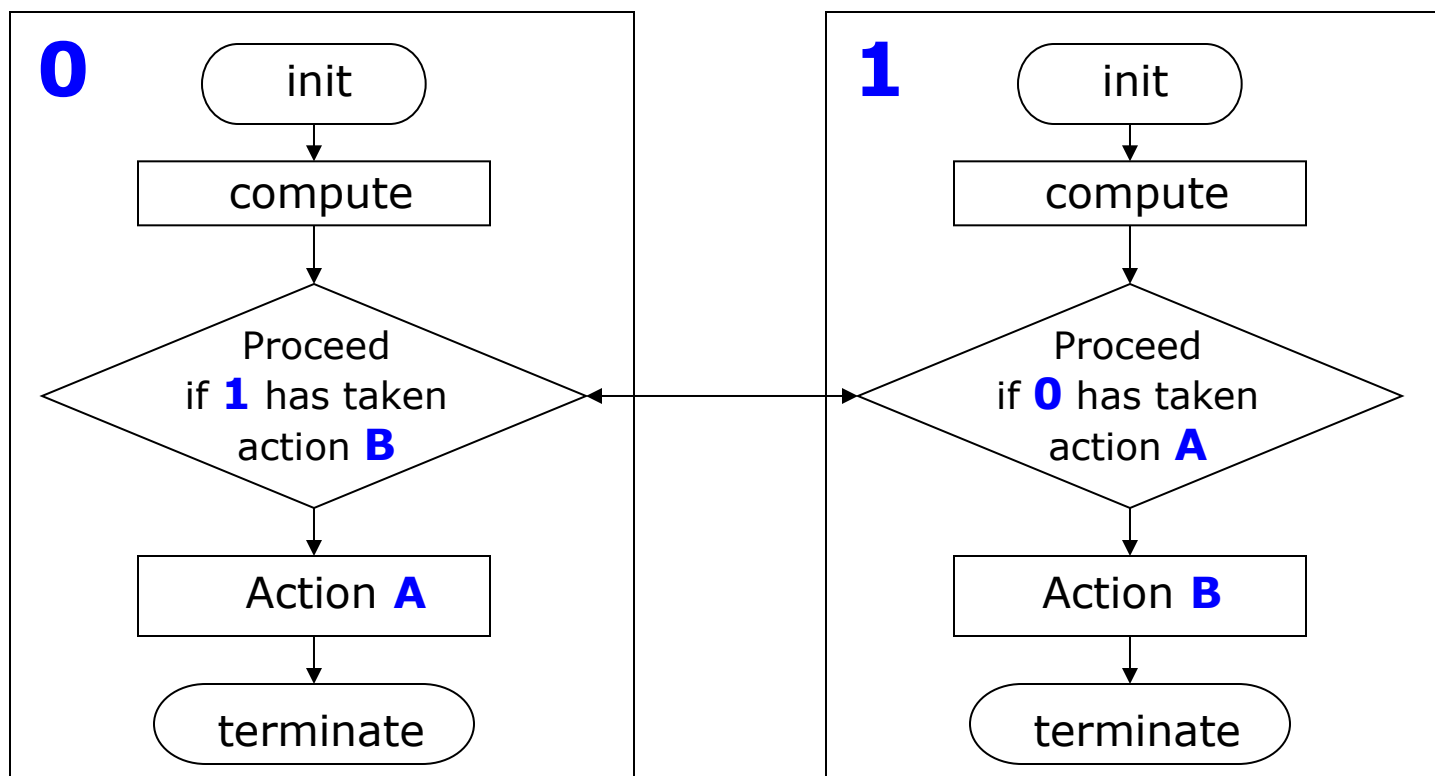 0
init
compute
Proceed
if 1 has taken
action B
Action A
terminate
1
init
compute
Proceed
if 0 has taken
action A
Action B
terminate